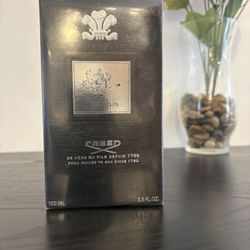 CREED
DE PÈRE EN FILS DEPUIS 1760
FROM FATHER TO SON SINCE 1760
100 ML
3.3 FL.OZ.